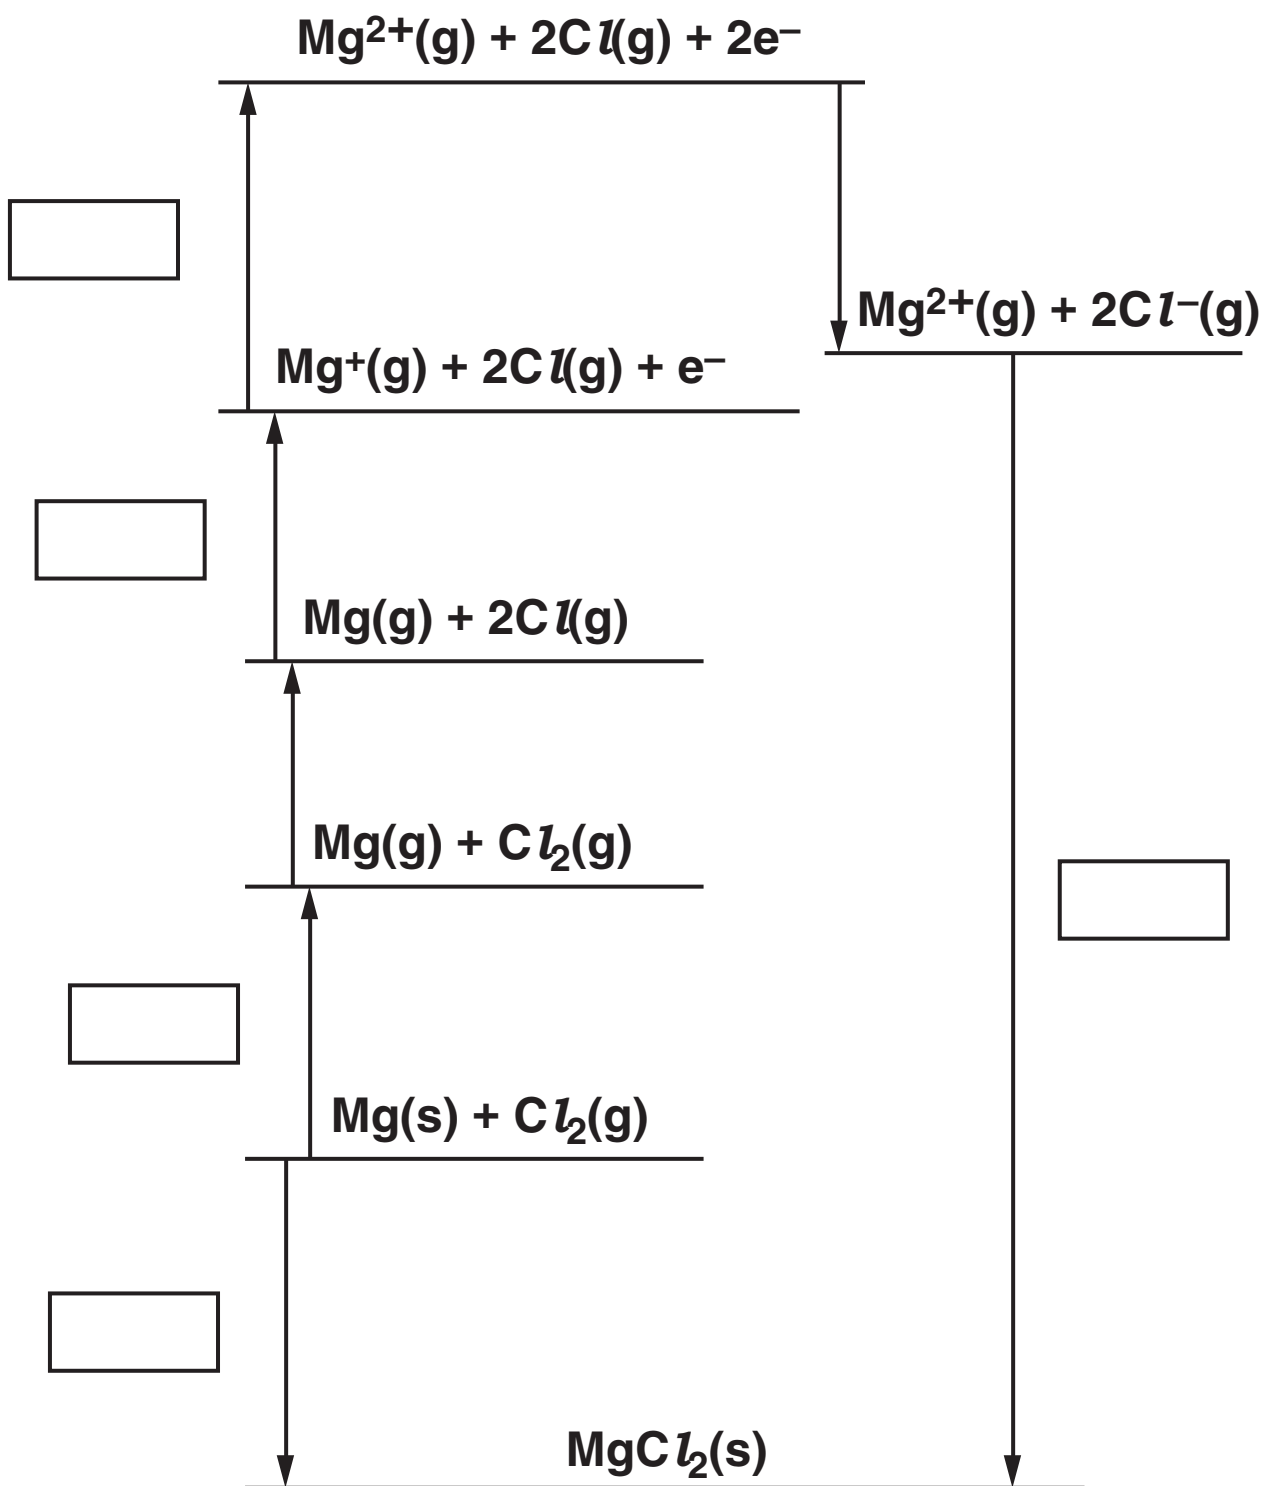 Mg²⁺(g) + 2Cl(g) + 2e⁻
Mg²⁺(g) + 2Cl⁻(g)
Mg⁺(g) + 2Cl(g) + e⁻
Mg(g) + 2Cl(g)
Mg(g) + Cl₂(g)
Mg(s) + Cl₂(g)
MgCl₂(s)